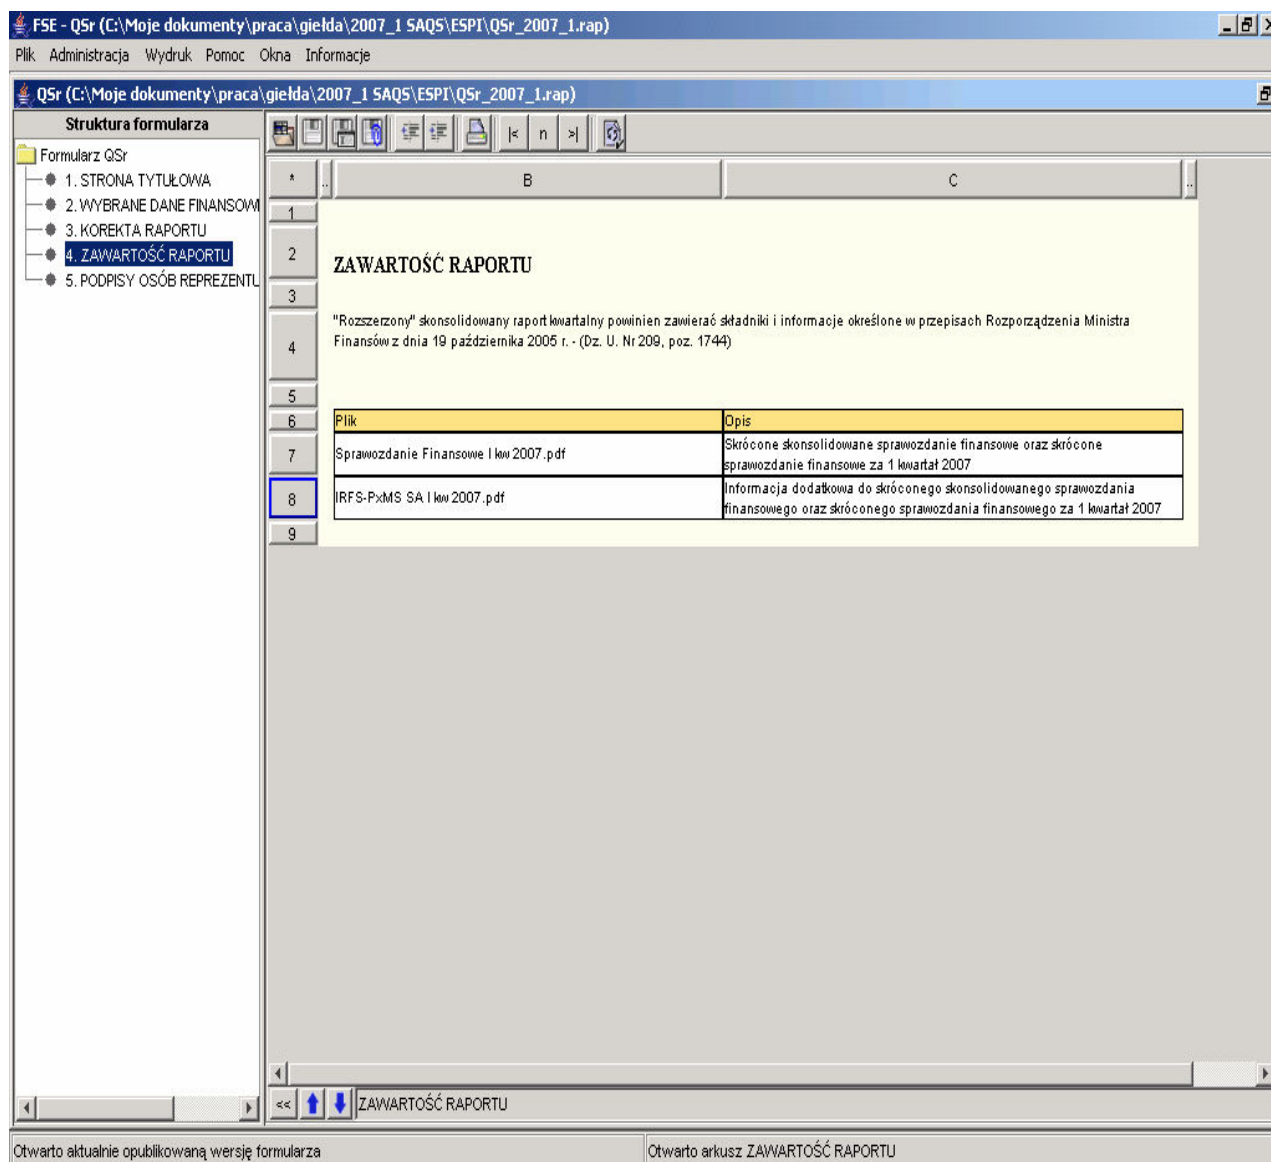 FSE - QSr (C:\Moje dokumenty\praca\giełda\2007_1 SAQS\ESPI\QSr_2007_1.rap)
Plik Administracja Wydruk Pomoc Okna Informacje
QSr (C:\Moje dokumenty\praca\giełda\2007_1 SAQS\ESPI\QSr_2007_1.rap)
Struktura formularza
Formularz QSr
1. STRONA TYTUŁOWA
2. WYBRANE DANE FINANSOWE
3. KOREKTA RAPORTU
4. ZAWARTOŚĆ RAPORTU
5. PODPISY OSÓB REPREZENTU
|< n >|
* .. B C ..
1
2 ZAWARTOŚĆ RAPORTU
3
"Rozszerzony" skonsolidowany raport kwartalny powinien zawierać składniki i informacje określone w przepisach Rozporządzenia Ministra
4 Finansów z dnia 19 października 2005 r. - (Dz. U. Nr 209, poz. 1744)
5
6 Plik Opis
7 Sprawozdanie Finansowe I kw 2007.pdf Skrócone skonsolidowane sprawozdanie finansowe oraz skrócone
sprawozdanie finansowe za 1 kwartał 2007
8 IRFS-PxMS SA I kw 2007.pdf Informacja dodatkowa do skróconego skonsolidowanego sprawozdania
finansowego oraz skróconego sprawozdania finansowego za 1 kwartał 2007
9
<< ZAWARTOŚĆ RAPORTU
Otwarto aktualnie opublikowaną wersję formularza Otwarto arkusz ZAWARTOŚĆ RAPORTU